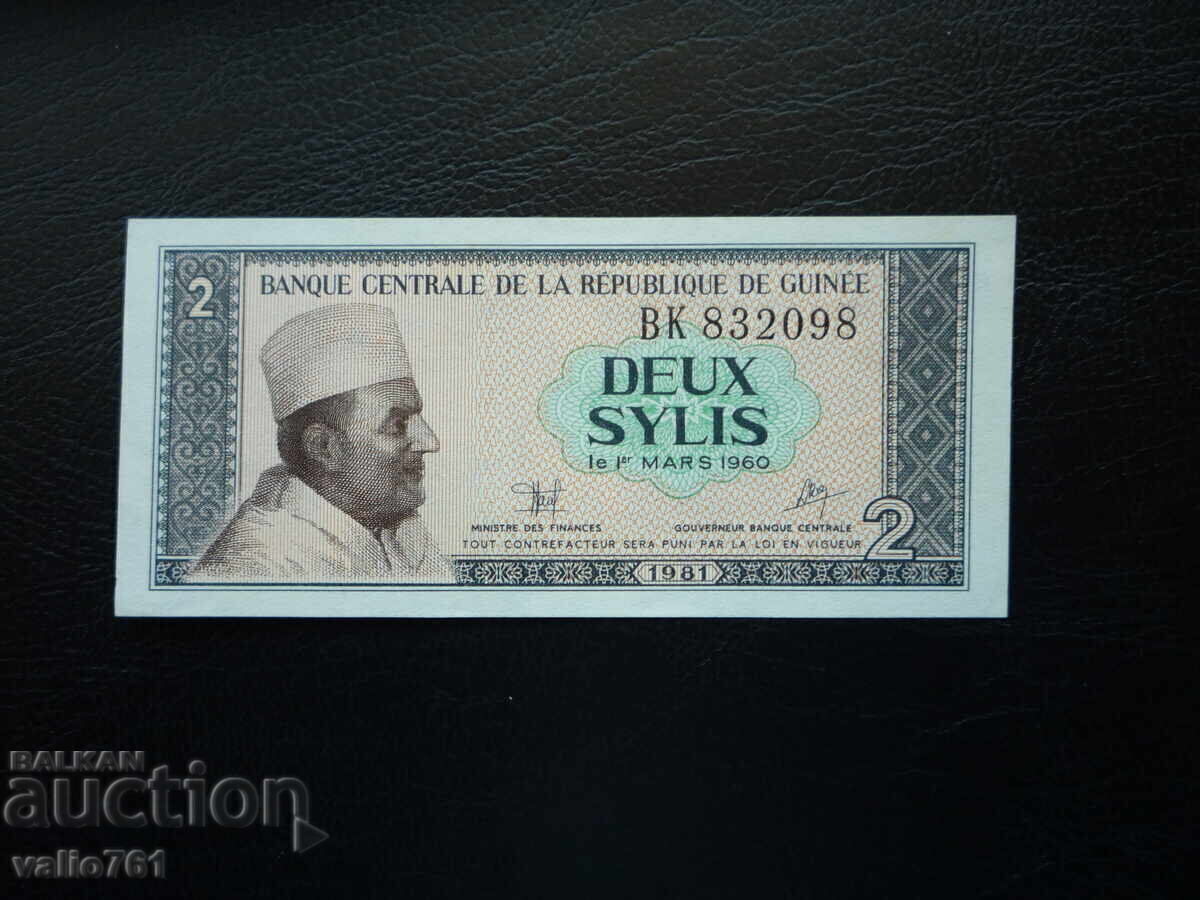 2
BANQUE CENTRALE DE LA RÉPUBLIQUE DE GUINÉE
BK 832098
DEUX
SYLIS
le 1er MARS 1960
MINISTRE DES FINANCES
GOUVERNEUR BANQUE CENTRALE
TOUT CONTREFACTEUR SERA PUNI PAR LA LOI EN VIGUEUR
2
1981
BALKAN
auction
valio761